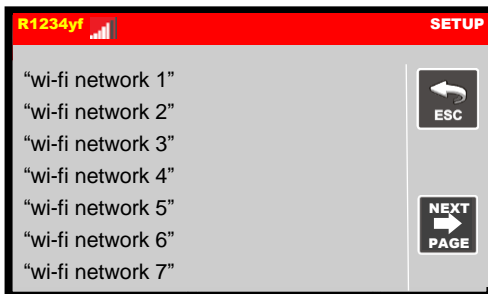 R1234yf SETUP
“wi-fi network 1”
“wi-fi network 2”
“wi-fi network 3”
“wi-fi network 4”
“wi-fi network 5”
“wi-fi network 6”
“wi-fi network 7”
ESC
NEXT
PAGE